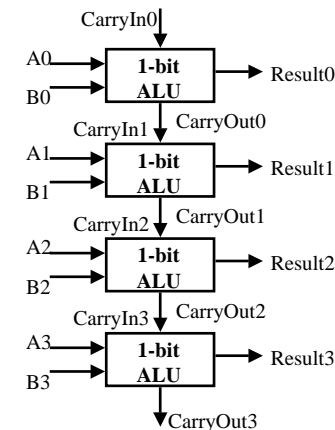 CarryIn0
A0
1-bit
ALU
Result0
B0
CarryIn1
CarryOut0
A1
1-bit
ALU
Result1
B1
CarryIn2
CarryOut1
A2
1-bit
ALU
Result2
B2
CarryIn3
CarryOut2
A3
1-bit
ALU
Result3
B3
CarryOut3